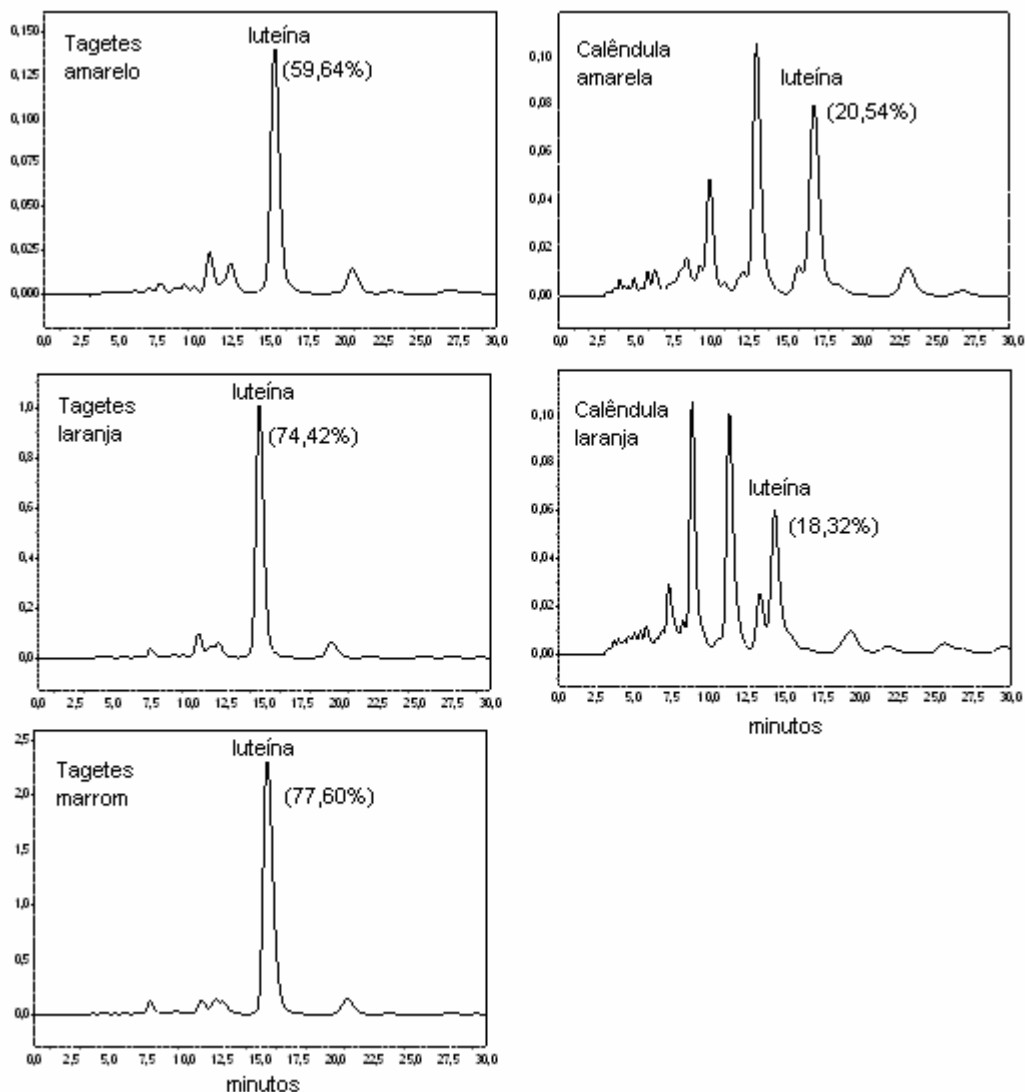 Tagetes
amarelo
luteína
(59,64%)
0,150
0,125
0,100
0,075
0,050
0,025
0,000
0,0 2,5 5,0 7,5 10,0 12,5 15,0 17,5 20,0 22,5 25,0 27,5 30,0
Calêndula
amarela
luteína
(20,54%)
0,10
0,08
0,06
0,04
0,02
0,00
0,0 2,5 5,0 7,5 10,0 12,5 15,0 17,5 20,0 22,5 25,0 27,5 30,0
Tagetes
laranja
luteína
(74,42%)
1,0
0,8
0,6
0,4
0,2
0,0
0,0 2,5 5,0 7,5 10,0 12,5 15,0 17,5 20,0 22,5 25,0 27,5 30,0
Calêndula
laranja
luteína
(18,32%)
0,10
0,08
0,06
0,04
0,02
0,00
0,0 2,5 5,0 7,5 10,0 12,5 15,0 17,5 20,0 22,5 25,0 27,5 30,0
minutos
Tagetes
marrom
luteína
(77,60%)
2,5
2,0
1,5
1,0
0,5
0,0
0,0 2,5 5,0 7,5 10,0 12,5 15,0 17,5 20,0 22,5 25,0 27,5 30,0
minutos